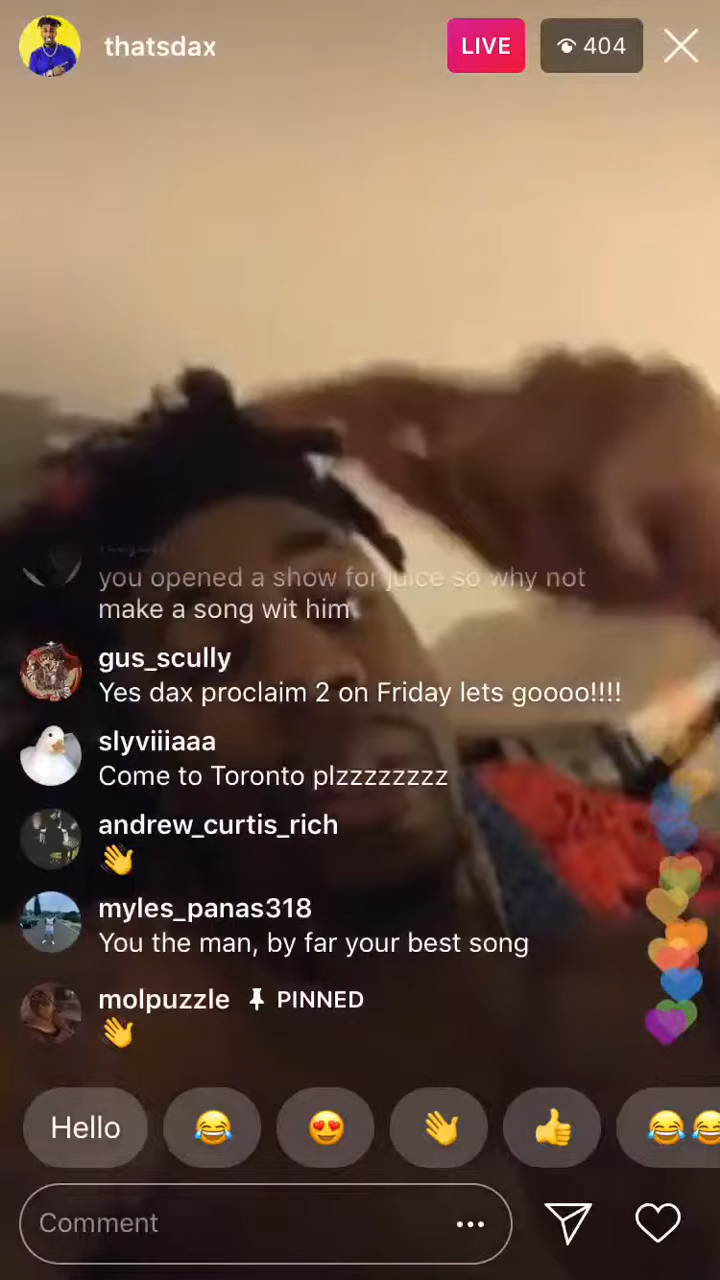 thatsdax
LIVE
404
you opened a show for juice so why not
make a song wit him
gus_scully
Yes dax proclaim 2 on Friday lets goooo!!!!
slyviiiaaa
Come to Toronto plzzzzzzzz
andrew_curtis_rich
👋
myles_panas318
You the man, by far your best song
molpuzzle PINNED
👋
Hello 😂 😍 👋 👍 😂😂
Comment